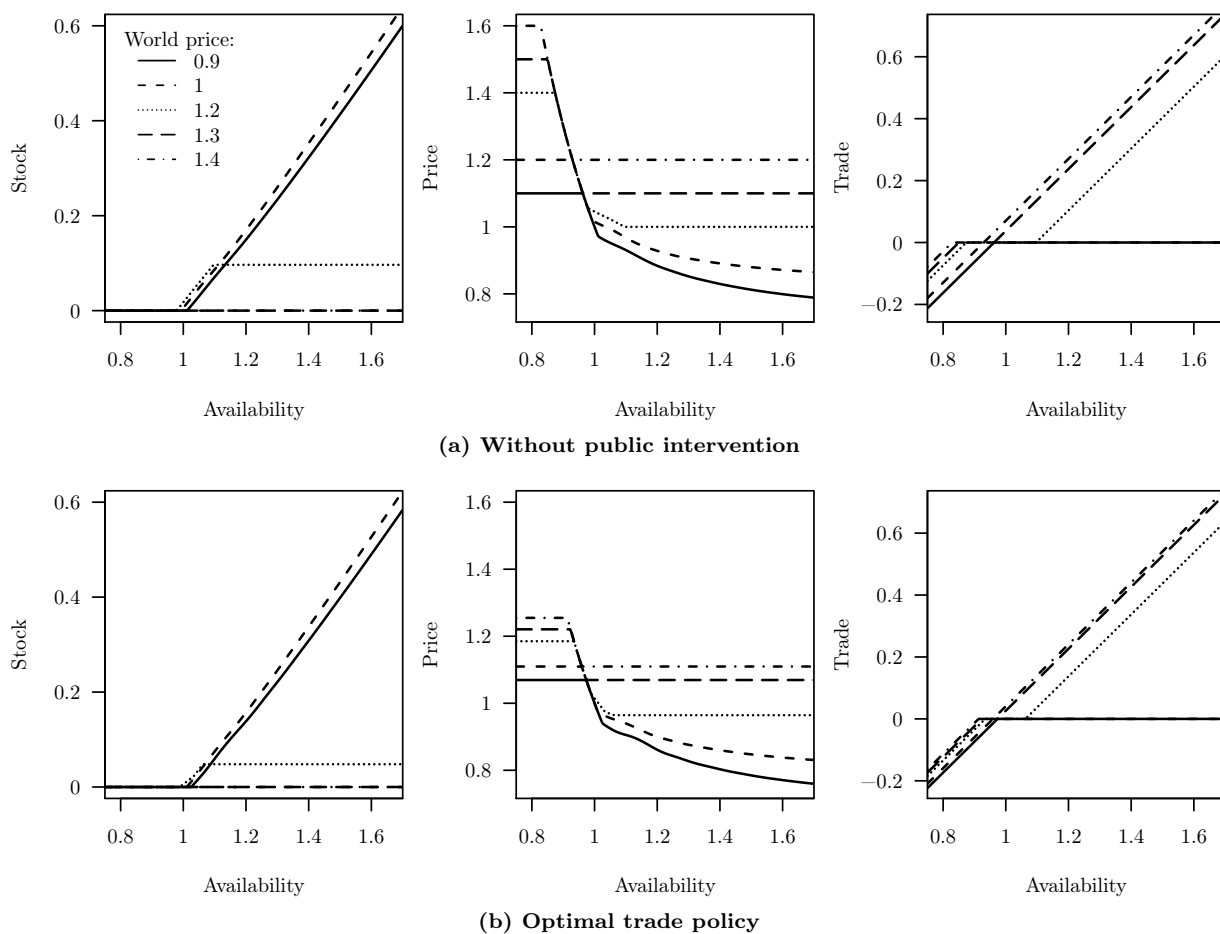 World price:
0.9
1
1.2
1.3
1.4
Stock
0.6
0.4
0.2
0
0.8 1 1.2 1.4 1.6
Availability
Price
1.6
1.4
1.2
1
0.8
0.8 1 1.2 1.4 1.6
Availability
Trade
0.6
0.4
0.2
0
−0.2
0.8 1 1.2 1.4 1.6
Availability
(a) Without public intervention
Stock
0.6
0.4
0.2
0
0.8 1 1.2 1.4 1.6
Availability
Price
1.6
1.4
1.2
1
0.8
0.8 1 1.2 1.4 1.6
Availability
Trade
0.6
0.4
0.2
0
−0.2
0.8 1 1.2 1.4 1.6
Availability
(b) Optimal trade policy